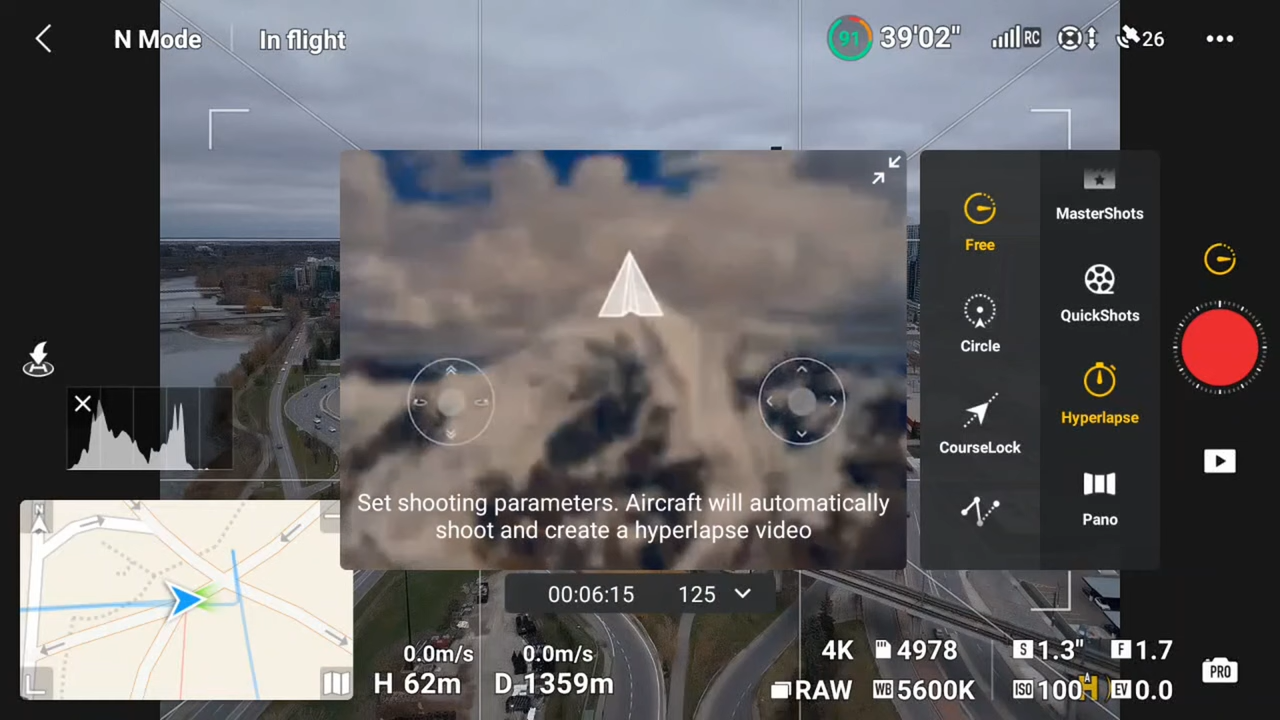 N Mode
In flight
91
39'02"
RC
26
MasterShots
Free
QuickShots
Circle
Hyperlapse
CourseLock
Pano
Set shooting parameters. Aircraft will automatically
shoot and create a hyperlapse video
N
00:06:15
125
0.0m/s
0.0m/s
H 62m
D 1359m
4K
4978
S 1.3"
F 1.7
RAW
WB 5600K
ISO 100
A
H
EV 0.0
PRO